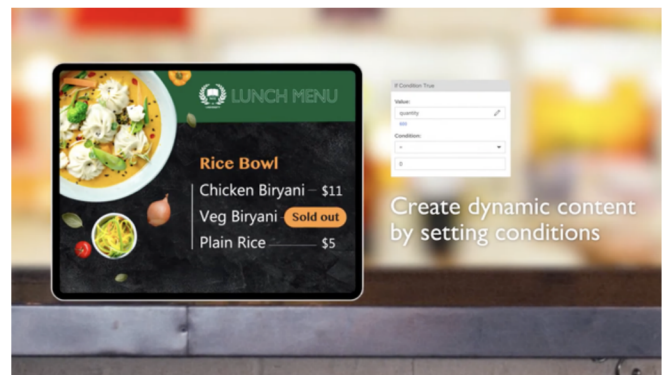 LUNCH MENU
Rice Bowl
Chicken Biryani $11
Veg Biryani Sold out
Plain Rice $5
If Condition True
Value:
quantity
Condition:
=
0
Create dynamic content
by setting conditions